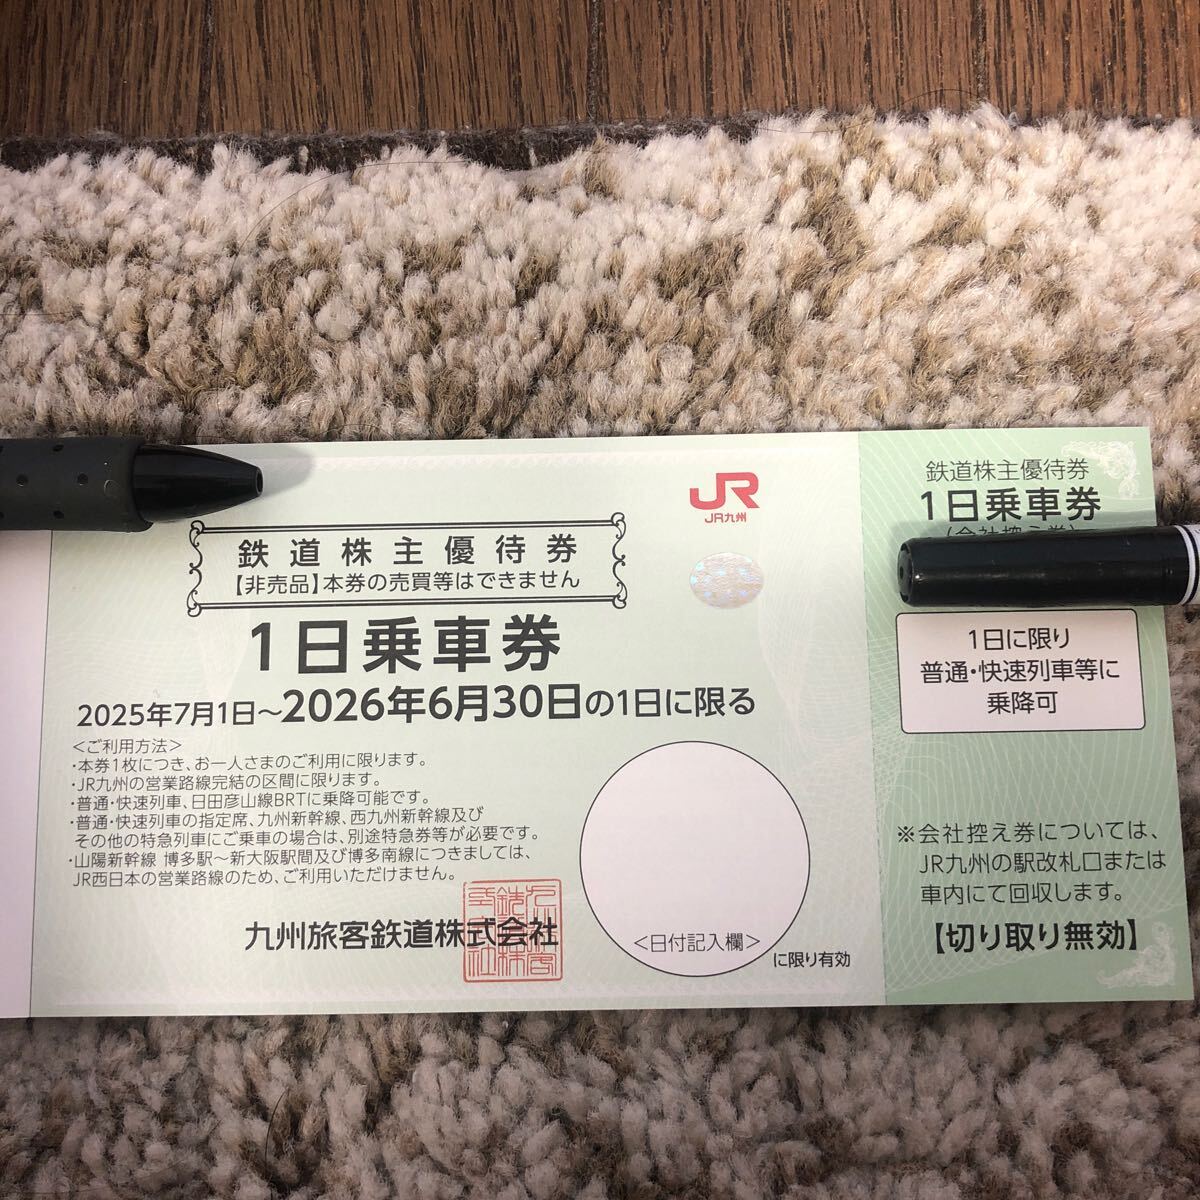 JR
JR九州
鉄道株主優待券
【非売品】本券の売買等はできません
1日乗車券
2025年7月1日～2026年6月30日の1日に限る
＜ご利用方法＞
・本券1枚につき、お一人さまのご利用に限ります。
・JR九州の営業路線完結の区間に限ります。
・普通・快速列車、日田彦山線BRTに乗降可能です。
・普通・快速列車の指定席、九州新幹線、西九州新幹線及び
その他の特急列車にご乗車の場合は、別途特急券等が必要です。
・山陽新幹線 博多駅～新大阪駅間及び博多南線につきましては、
JR西日本の営業路線のため、ご利用いただけません。
九州旅客鉄道株式会社
＜日付記入欄＞
に限り有効
鉄道株主優待券
1日乗車券
(会社控え券)
1日に限り
普通・快速列車等に
乗降可
※会社控え券については、
JR九州の駅改札口または
車内にて回収します。
【切り取り無効】